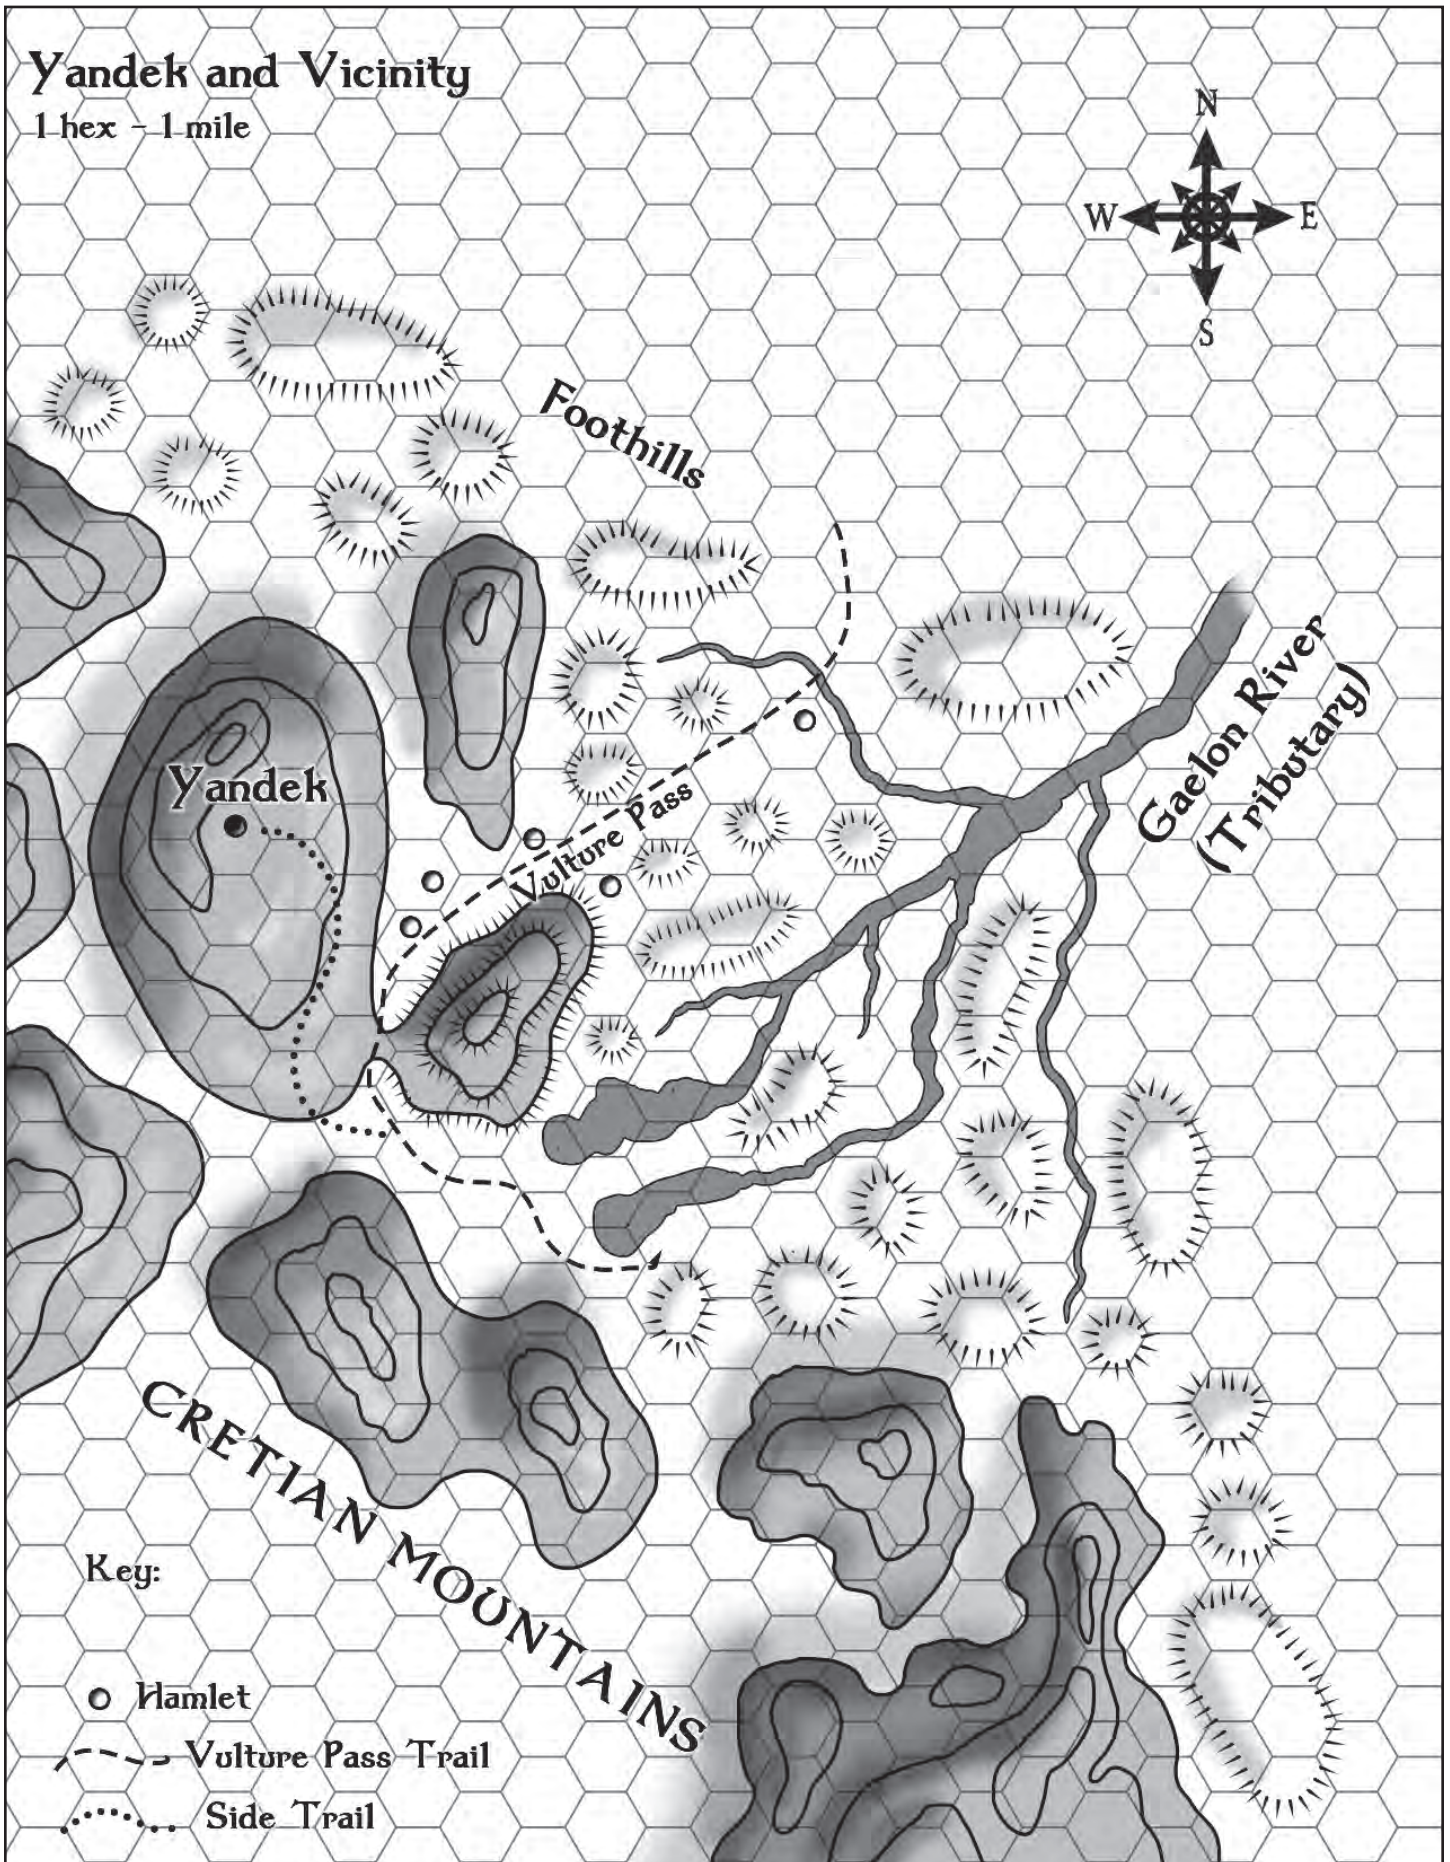 Yandek and Vicinity
1 hex - 1 mile
N
W
E
S
Foothills
Gaelon River
(Tributary)
Yandek
Vulture Pass
CRETIAN MOUNTAINS
Key:
Hamlet
Vulture Pass Trail
Side Trail